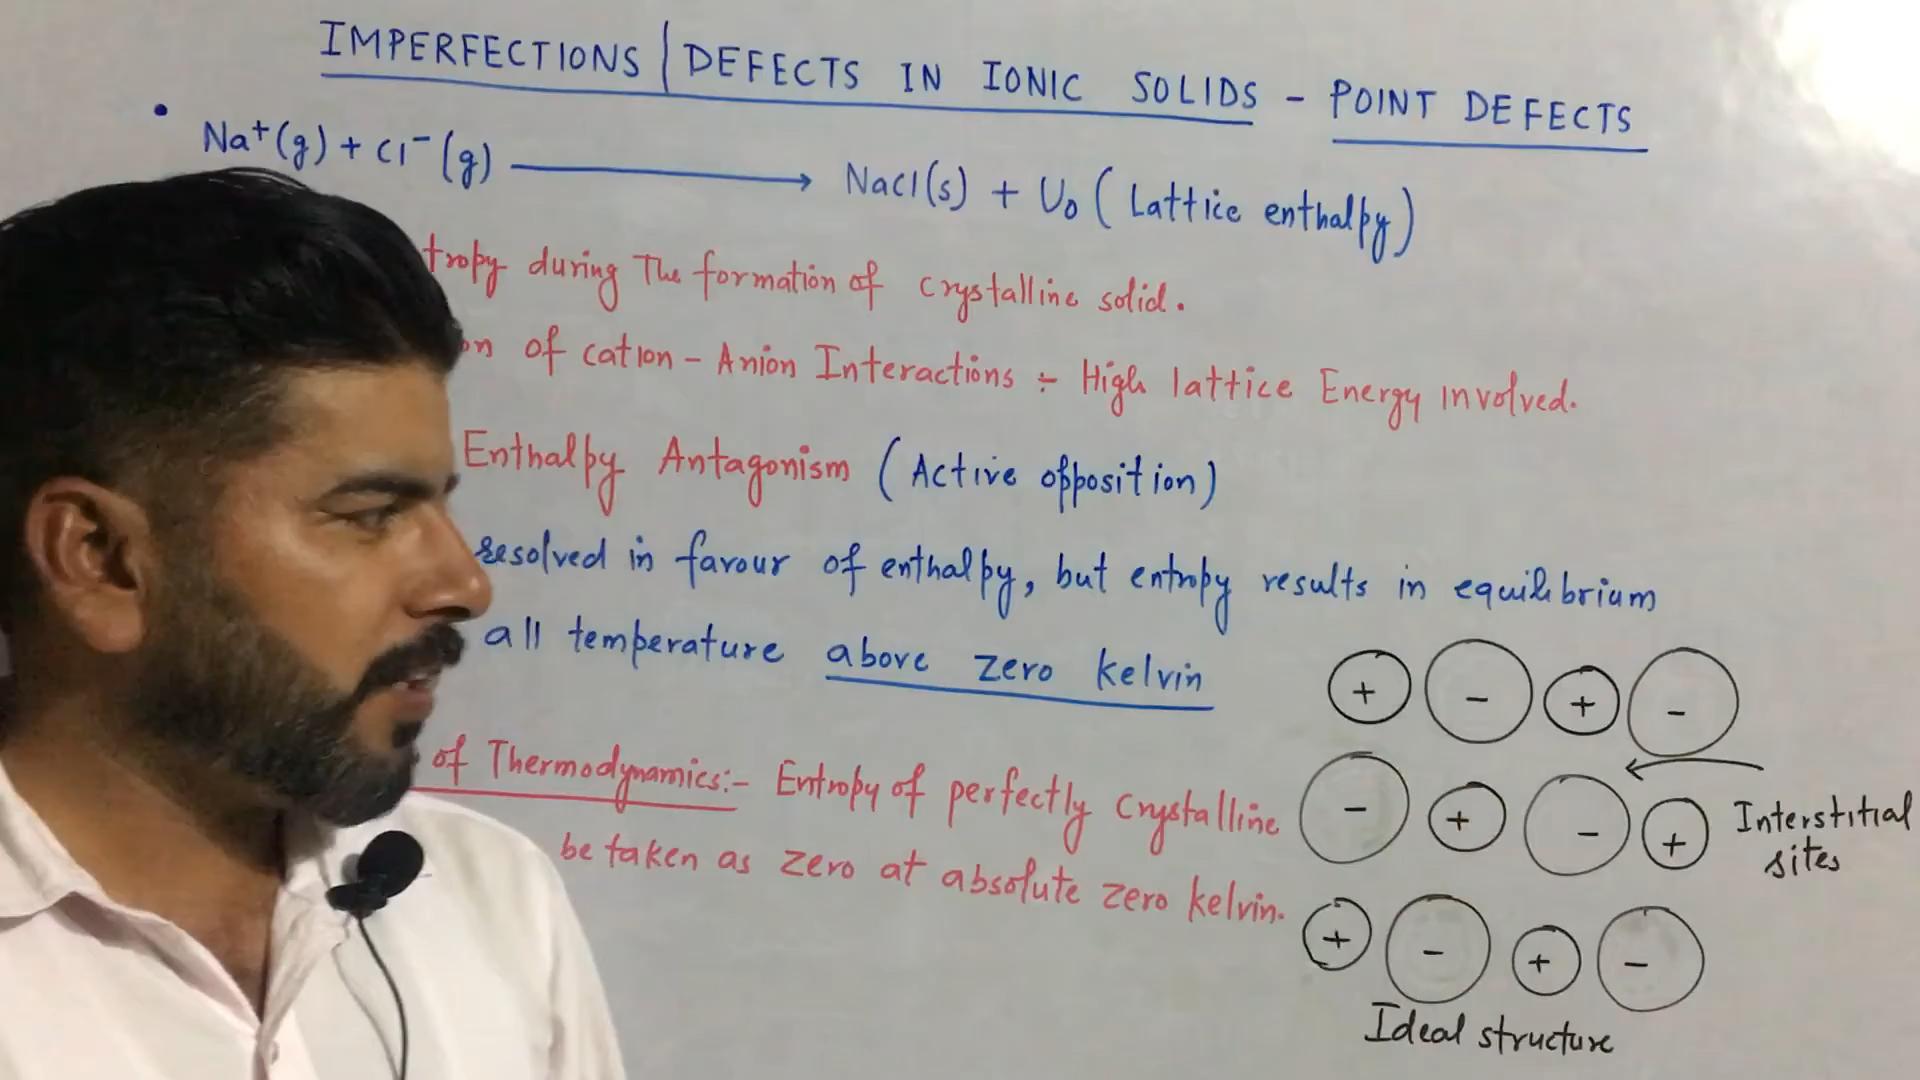 IMPERFECTIONS | DEFECTS IN IONIC SOLIDS - POINT DEFECTS
• Na⁺(g) + Cl⁻(g) ⟶ NaCl(s) + U₀ (Lattice enthalpy)
tropy during The formation of crystalline solid.
on of cation - Anion Interactions ÷ High lattice Energy involved.
Enthalpy Antagonism (Active opposition)
resolved in favour of enthalpy, but entropy results in equilibrium
all temperature above zero kelvin
of Thermodynamics:- Entropy of perfectly crystalline
be taken as zero at absolute zero kelvin.
+ - + -
- + - +
Interstitial
sites
+ - + -
Ideal structure